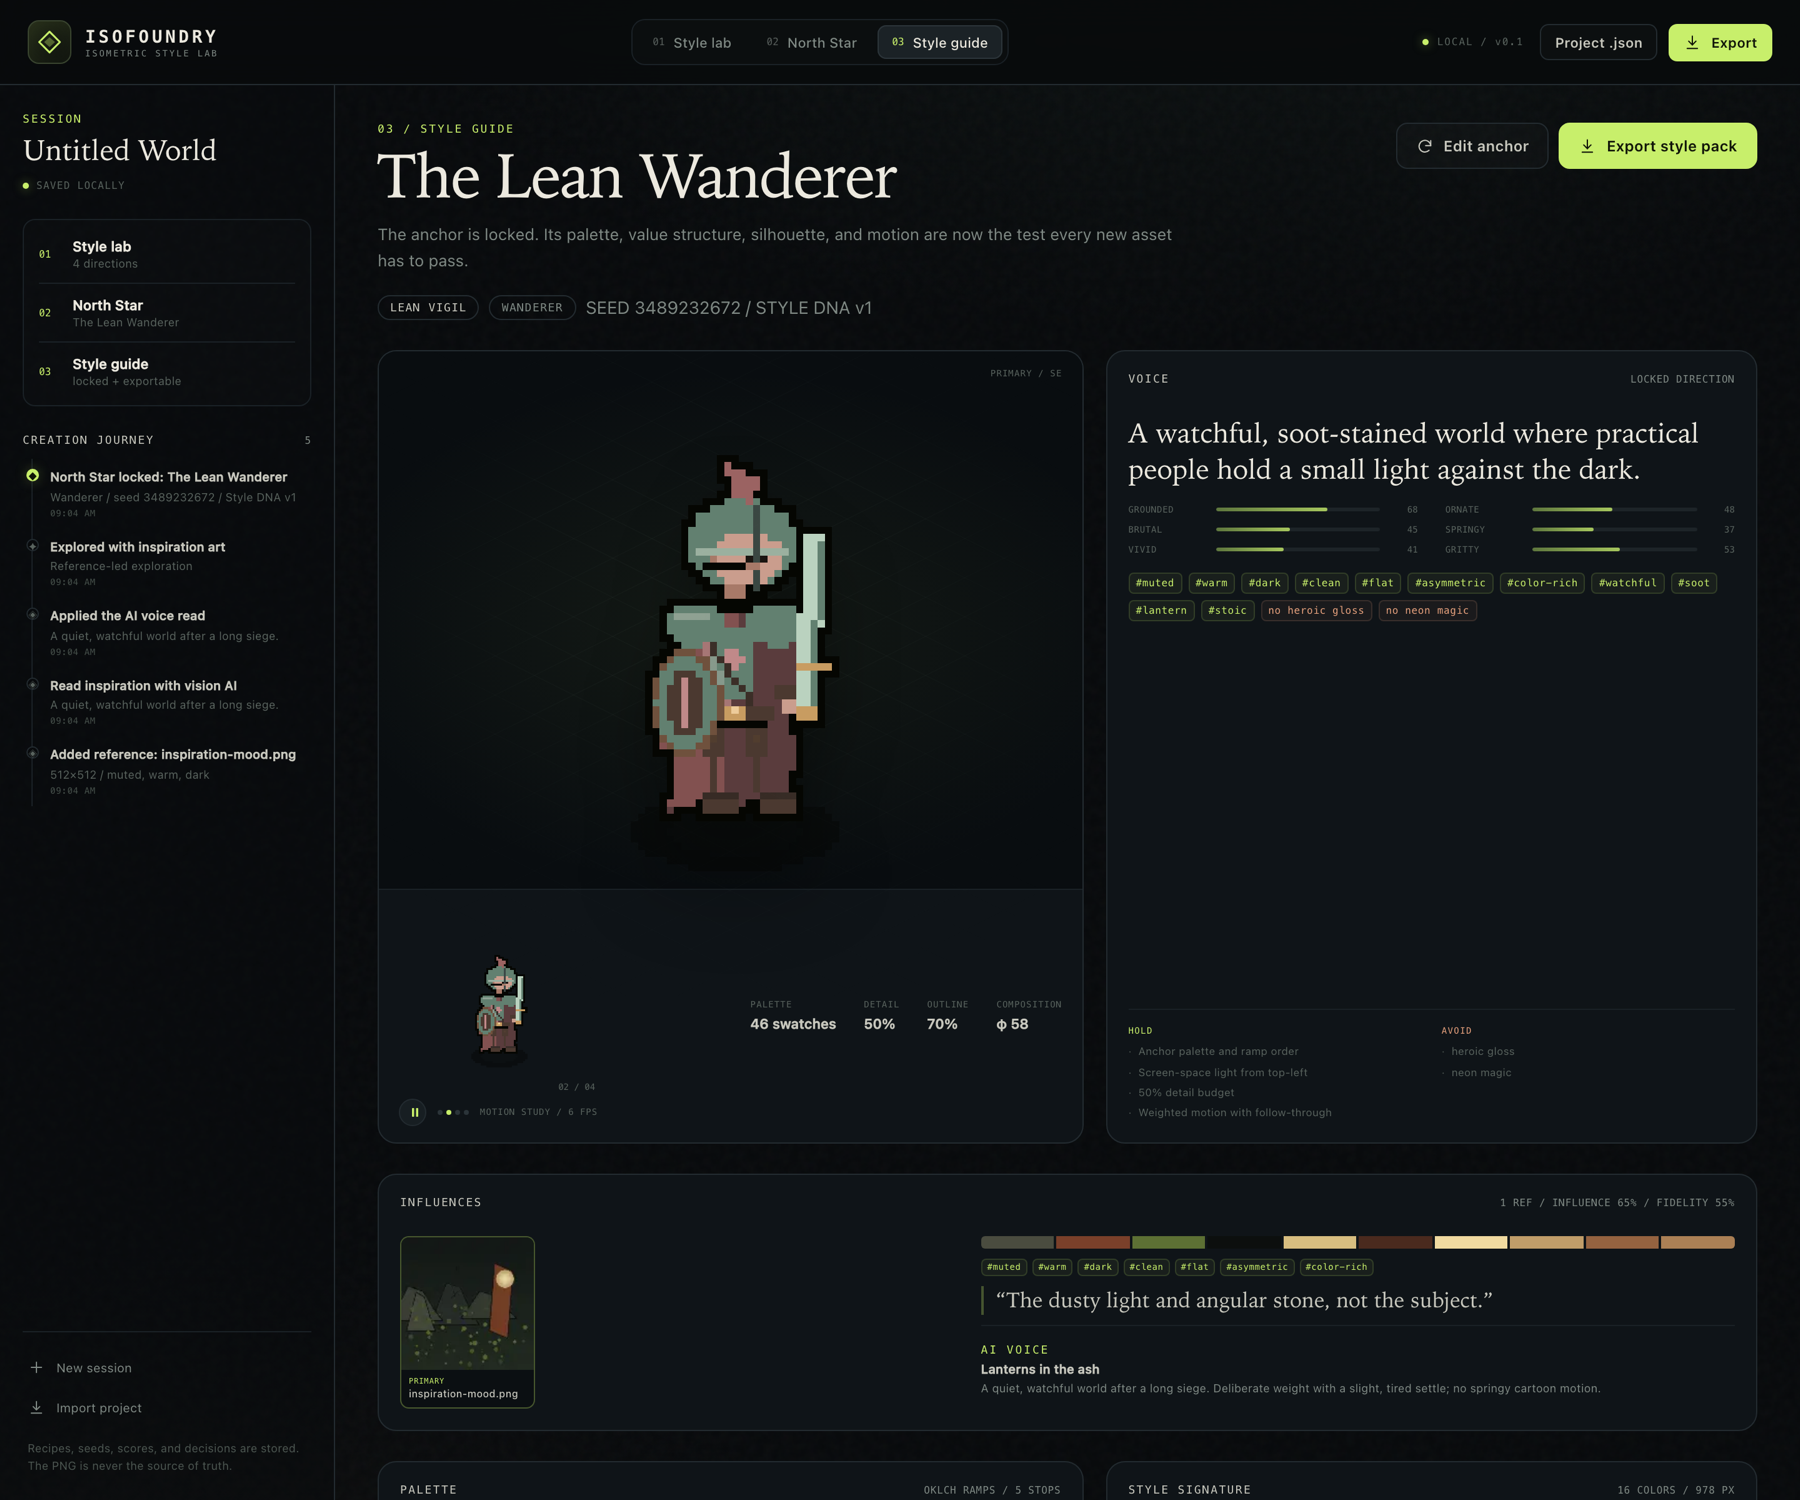 ISOFOUNDRY
ISOMETRIC STYLE LAB
01 Style lab
02 North Star
03 Style guide
LOCAL / v0.1
Project .json
Export
SESSION
Untitled World
SAVED LOCALLY
01 Style lab
4 directions
02 North Star
The Lean Wanderer
03 Style guide
locked + exportable
CREATION JOURNEY 5
North Star locked: The Lean Wanderer
Wanderer / seed 3489232672 / Style DNA v1
09:04 AM
Explored with inspiration art
Reference-led exploration
09:04 AM
Applied the AI voice read
A quiet, watchful world after a long siege.
09:04 AM
Read inspiration with vision AI
A quiet, watchful world after a long siege.
09:04 AM
Added reference: inspiration-mood.png
512×512 / muted, warm, dark
09:04 AM
New session
Import project
Recipes, seeds, scores, and decisions are stored.
The PNG is never the source of truth.
03 / STYLE GUIDE
The Lean Wanderer
Edit anchor
Export style pack
The anchor is locked. Its palette, value structure, silhouette, and motion are now the test every new asset
has to pass.
LEAN VIGIL
WANDERER
SEED 3489232672 / STYLE DNA v1
PRIMARY / SE
PALETTE
46 swatches
DETAIL
50%
OUTLINE
70%
COMPOSITION
ϕ 58
02 / 04
MOTION STUDY / 6 FPS
VOICE
LOCKED DIRECTION
A watchful, soot-stained world where practical
people hold a small light against the dark.
GROUNDED 68
ORNATE 48
BRUTAL 45
SPRINGY 37
VIVID 41
GRITTY 53
#muted #warm #dark #clean #flat #asymmetric #color-rich #watchful #soot
#lantern #stoic no heroic gloss no neon magic
HOLD
· Anchor palette and ramp order
· Screen-space light from top-left
· 50% detail budget
· Weighted motion with follow-through
AVOID
· heroic gloss
· neon magic
INFLUENCES
1 REF / INFLUENCE 65% / FIDELITY 55%
PRIMARY
inspiration-mood.png
#muted #warm #dark #clean #flat #asymmetric #color-rich
“The dusty light and angular stone, not the subject.”
AI VOICE
Lanterns in the ash
A quiet, watchful world after a long siege. Deliberate weight with a slight, tired settle; no springy cartoon motion.
PALETTE
OKLCH RAMPS / 5 STOPS
STYLE SIGNATURE
16 COLORS / 978 PX